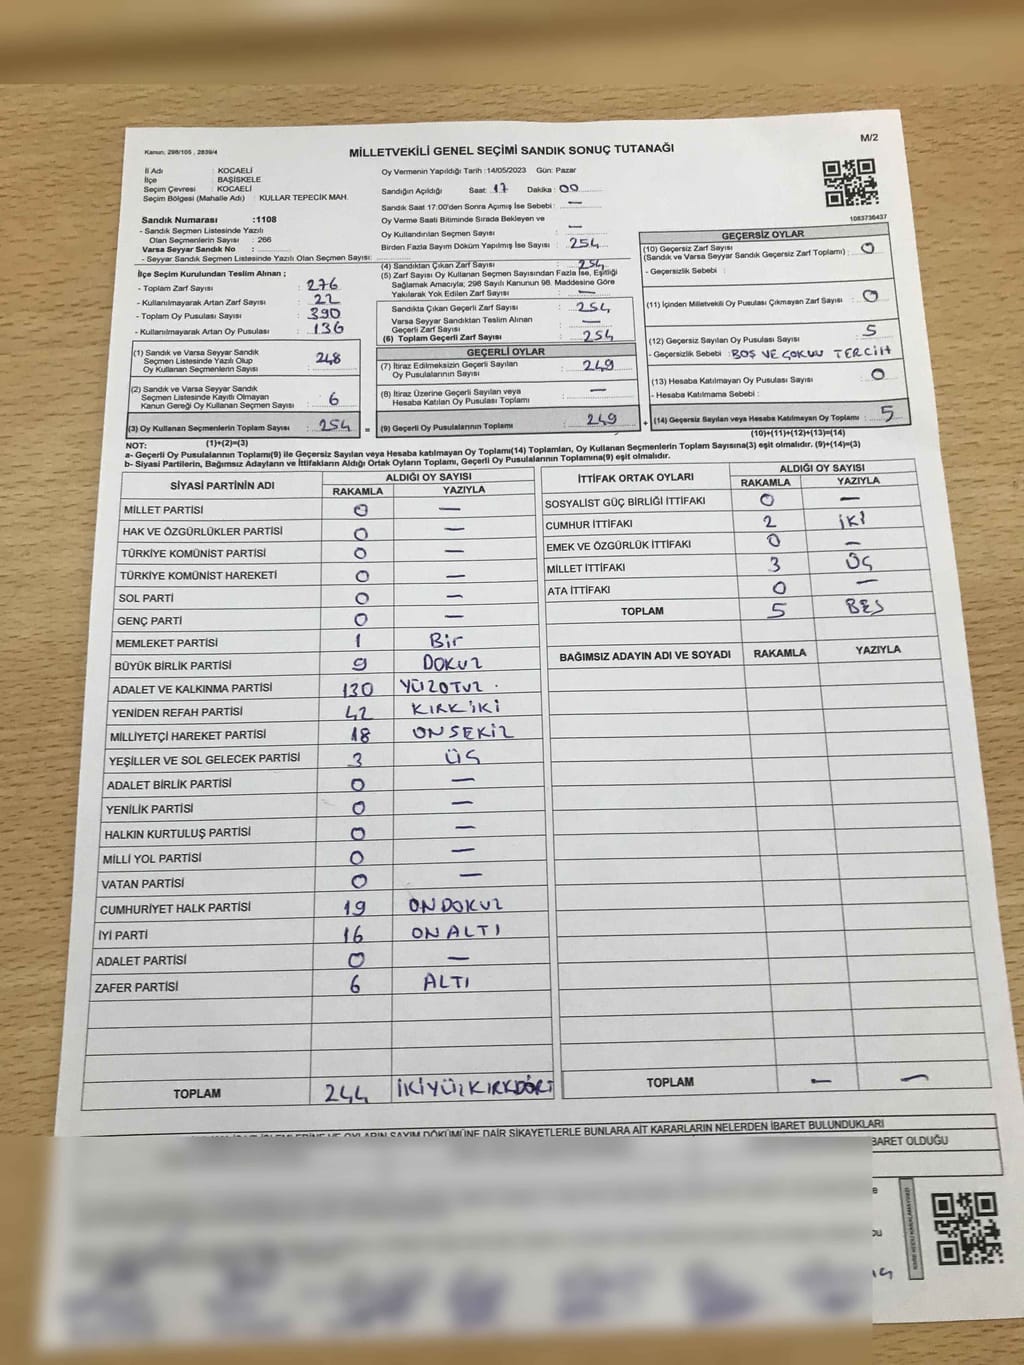 M/2
Kanun: 298/105 , 2839/4
MİLLETVEKİLİ GENEL SEÇİMİ SANDIK SONUÇ TUTANAĞI
İl Adı : KOCAELİ
İlçe : BAŞİSKELE
Seçim Çevresi : KOCAELİ
Seçim Bölgesi (Mahalle Adı) : KULLAR TEPECİK MAH.
Sandık Numarası :1108
- Sandık Seçmen Listesinde Yazılı
Olan Seçmenlerin Sayısı : 266
Varsa Seyyar Sandık No :
- Seyyar Sandık Seçmen Listesinde Yazılı Olan Seçmen Sayısı:
Oy Vermenin Yapıldığı Tarih :14/05/2023 Gün: Pazar
Sandığın Açıldığı Saat: 17 Dakika: 00
Sandık Saat 17:00'den Sonra Açımış İse Sebebi : —
Oy Verme Saati Bitiminde Sırada Bekleyen ve
Oy Kullandırılan Seçmen Sayısı : —
Birden Fazla Sayım Döküm Yapılmış İse Sayısı : 254
1083736437
İlçe Seçim Kurulundan Teslim Alınan ;
- Toplam Zarf Sayısı : 276
- Kullanılmayarak Artan Zarf Sayısı : 22
- Toplam Oy Pusulası Sayısı : 390
- Kullanılmayarak Artan Oy Pusulası : 136
(1) Sandık ve Varsa Seyyar Sandık
Seçmen Listesinde Yazılı Olup
Oy Kullanan Seçmenlerin Sayısı : 248
(2) Sandık ve Varsa Seyyar Sandık
Seçmen Listesinde Kayıtlı Olmayan
Kanun Gereği Oy Kullanan Seçmen Sayısı : 6
(3) Oy Kullanan Seçmenlerin Toplam Sayısı : 254 =
(4) Sandıktan Çıkan Zarf Sayısı : 254
(5) Zarf Sayısı Oy Kullanan Seçmen Sayısından Fazla İse, Eşitliği
Sağlamak Amacıyla; 298 Sayılı Kanunun 98. Maddesine Göre
Yakılarak Yok Edilen Zarf Sayısı : —
Sandıkta Çıkan Geçerli Zarf Sayısı : 254
Varsa Seyyar Sandıktan Teslim Alınan
Geçerli Zarf Sayısı : —
(6) Toplam Geçerli Zarf Sayısı : 254
GEÇERLİ OYLAR
(7) İtiraz Edilmeksizin Geçerli Sayılan
Oy Pusulalarının Sayısı : 249
(8) İtiraz Üzerine Geçerli Sayılan veya
Hesaba Katılan Oy Pusulası Toplamı : —
(9) Geçerli Oy Pusulalarının Toplamı : 249 +
GEÇERSİZ OYLAR
(10) Geçersiz Zarf Sayısı
(Sandık ve Varsa Seyyar Sandık Geçersiz Zarf Toplamı) : 0
- Geçersizlik Sebebi :
(11) İçinden Milletvekili Oy Pusulası Çıkmayan Zarf Sayısı : 0
(12) Geçersiz Sayılan Oy Pusulası Sayısı : 5
- Geçersizlik Sebebi : BOŞ VE ÇOKLU TERCİH
(13) Hesaba Katılmayan Oy Pusulası Sayısı : 0
- Hesaba Katılmama Sebebi :
(14) Geçersiz Sayılan veya Hesaba Katılmayan Oy Toplamı : 5
(1)+(2)=(3)
(10)+(11)+(12)+(13)=(14)
NOT:
a- Geçerli Oy Pusulalarının Toplamı(9) ile Geçersiz Sayılan veya Hesaba katılmayan Oy Toplamı(14) Toplamları, Oy Kullanan Seçmenlerin Toplam Sayısına(3) eşit olmalıdır. (9)+(14)=(3)
b- Siyasi Partilerin, Bağımsız Adayların ve İttifakların Aldığı Ortak Oyların Toplamı, Geçerli Oy Pusulalarının Toplamına(9) eşit olmalıdır.
SİYASİ PARTİNİN ADI ALDIĞI OY SAYISI
RAKAMLA YAZIYLA
MİLLET PARTİSİ 0 —
HAK VE ÖZGÜRLÜKLER PARTİSİ 0 —
TÜRKİYE KOMÜNİST PARTİSİ 0 —
TÜRKİYE KOMÜNİST HAREKETİ 0 —
SOL PARTİ 0 —
GENÇ PARTİ 0 —
MEMLEKET PARTİSİ 1 Bir
BÜYÜK BİRLİK PARTİSİ 9 DOKUZ
ADALET VE KALKINMA PARTİSİ 130 YÜZOTUZ.
YENİDEN REFAH PARTİSİ 42 KIRKİKİ
MİLLİYETÇİ HAREKET PARTİSİ 18 ONSEKİZ
YEŞİLLER VE SOL GELECEK PARTİSİ 3 ÜÇ
ADALET BİRLİK PARTİSİ 0 —
YENİLİK PARTİSİ 0 —
HALKIN KURTULUŞ PARTİSİ 0 —
MİLLİ YOL PARTİSİ 0 —
VATAN PARTİSİ 0 —
CUMHURİYET HALK PARTİSİ 19 ONDOKUZ
İYİ PARTİ 16 ONALTI
ADALET PARTİSİ 0 —
ZAFER PARTİSİ 6 ALTI
TOPLAM 244 İKİYÜZKIRKDÖRT
İTTİFAK ORTAK OYLARI ALDIĞI OY SAYISI
RAKAMLA YAZIYLA
SOSYALIST GÜÇ BİRLİĞİ İTTİFAKI 0 —
CUMHUR İTTİFAKI 2 İKİ
EMEK VE ÖZGÜRLÜK İTTİFAKI 0 —
MİLLET İTTİFAKI 3 ÜÇ
ATA İTTİFAKI 0 —
TOPLAM 5 BEŞ
BAĞIMSIZ ADAYIN ADI VE SOYADI RAKAMLA YAZIYLA
TOPLAM — —
OYLARIN SAYIM DÖKÜMÜNE DAİR ŞİKAYETLERLE BUNLARA AİT KARARLARIN NELERDEN İBARET BULUNDUKLARI
BARET OLDUĞU